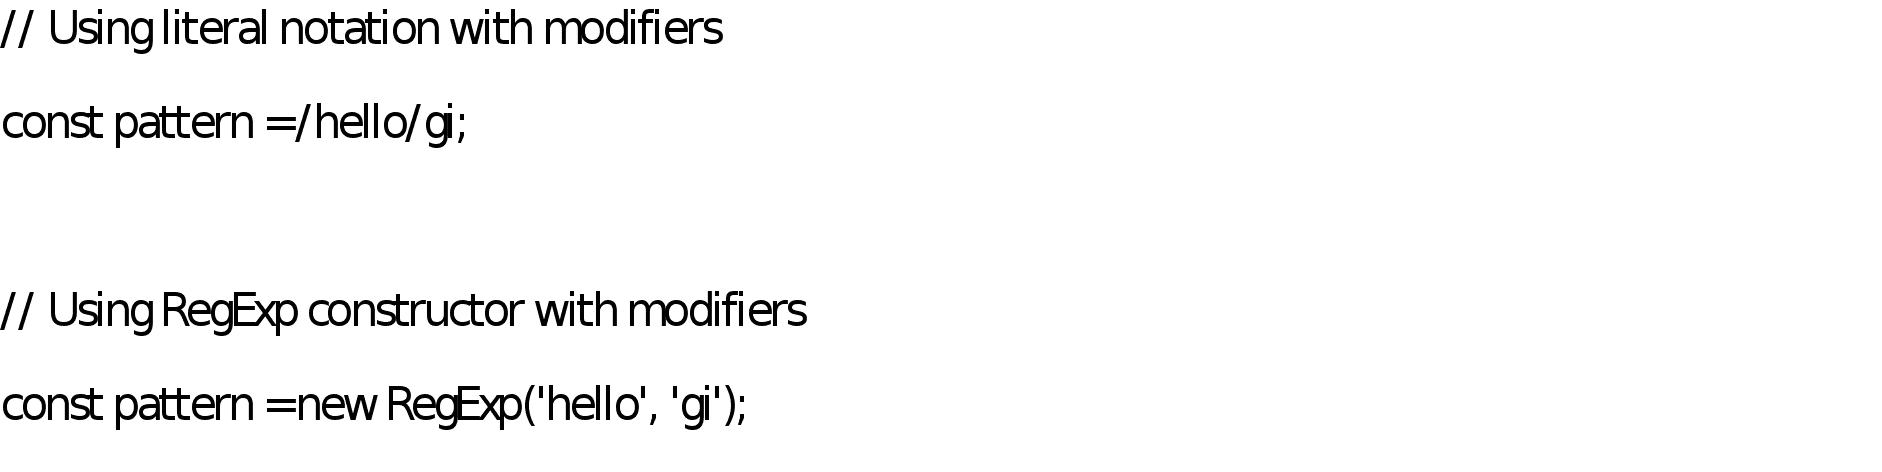 // Using literal notation with modifiers
const pattern =/hello/gi;
// Using RegExp constructor with modifiers
const pattern =new RegExp('hello', 'gi');